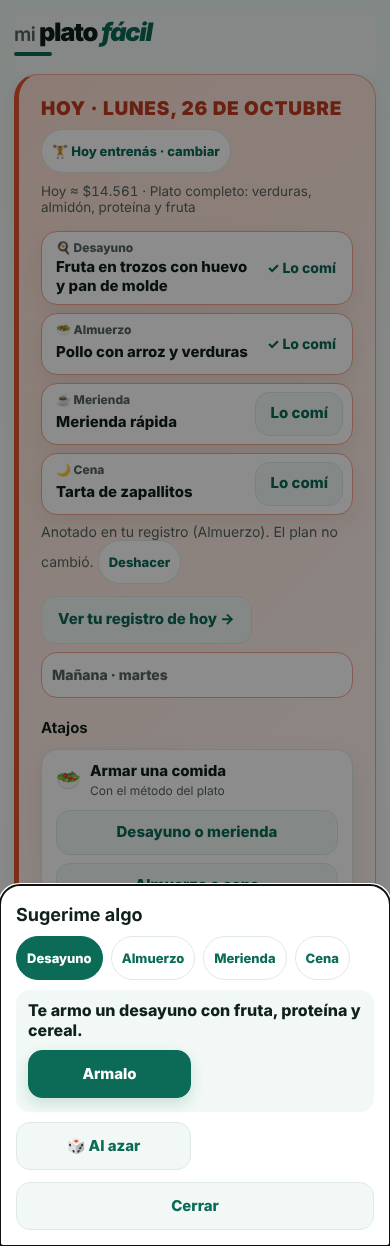 mi plato fácil
HOY · LUNES, 26 DE OCTUBRE
🏋️ Hoy entrenás · cambiar
Hoy ≈ $14.561 · Plato completo: verduras,
almidón, proteína y fruta
🍳 Desayuno
Fruta en trozos con huevo
y pan de molde
✓ Lo comí
🥗 Almuerzo
Pollo con arroz y verduras
✓ Lo comí
☕ Merienda
Merienda rápida
Lo comí
🌙 Cena
Tarta de zapallitos
Lo comí
Anotado en tu registro (Almuerzo). El plan no
cambió. Deshacer
Ver tu registro de hoy →
Mañana · martes
Atajos
🥗 Armar una comida
Con el método del plato
Desayuno o merienda
Almuerzo o cena
Sugerime algo
Desayuno Almuerzo Merienda Cena
Te armo un desayuno con fruta, proteína y
cereal.
Armalo
🎲 Al azar
Cerrar